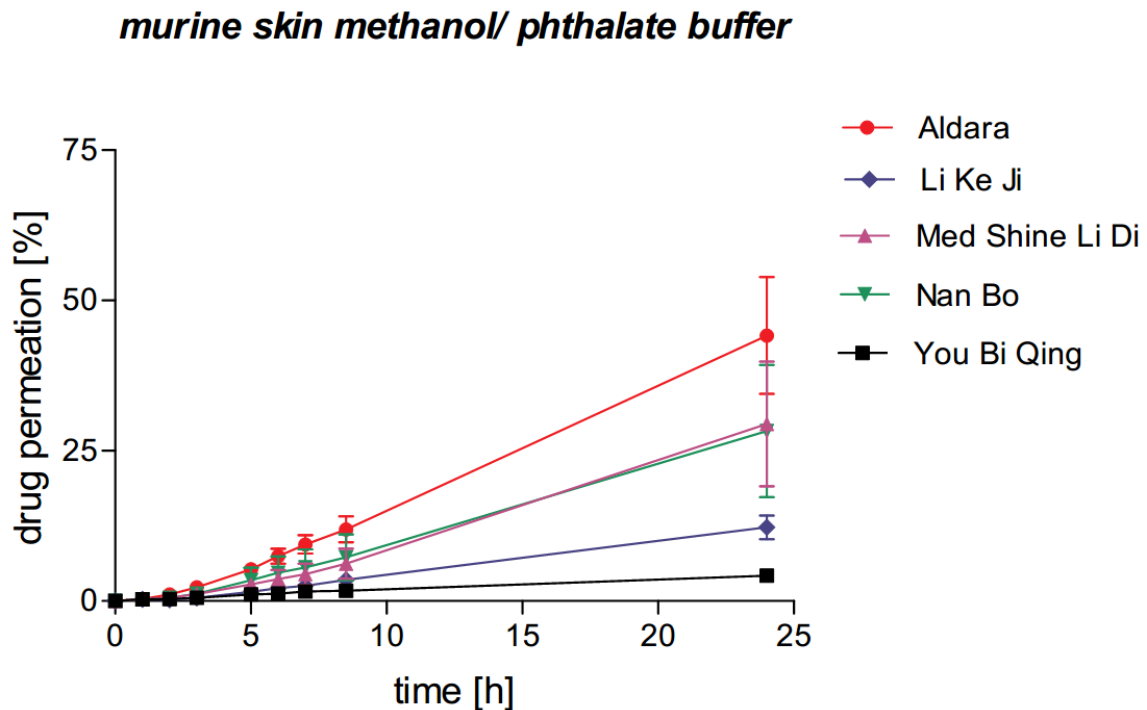 murine skin methanol/ phthalate buffer
Aldara
Li Ke Ji
Med Shine Li Di
Nan Bo
You Bi Qing
drug permeation [%]
75
50
25
0
0 5 10 15 20 25
time [h]